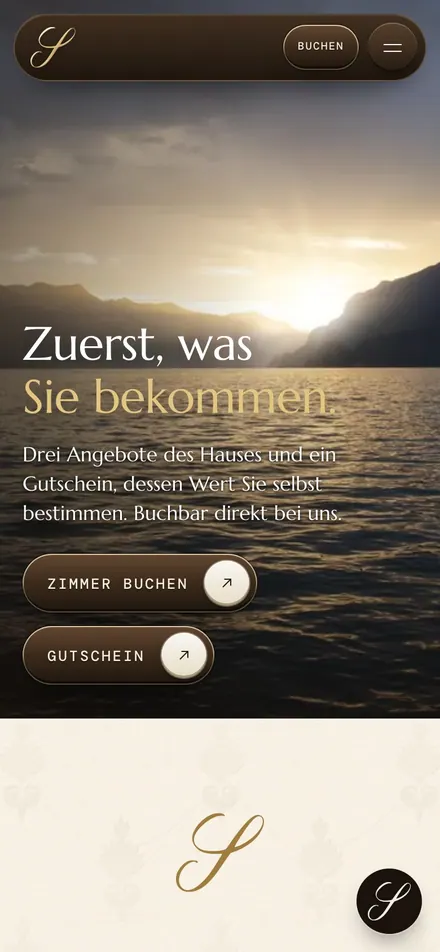 BUCHEN
Zuerst, was
Sie bekommen.
Drei Angebote des Hauses und ein
Gutschein, dessen Wert Sie selbst
bestimmen. Buchbar direkt bei uns.
ZIMMER BUCHEN
GUTSCHEIN